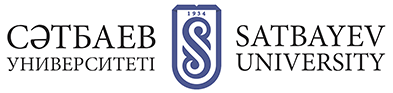 СӘТБАЕВ
УНИВЕРСИТЕТІ
1934
SATBAYEV
UNIVERSITY